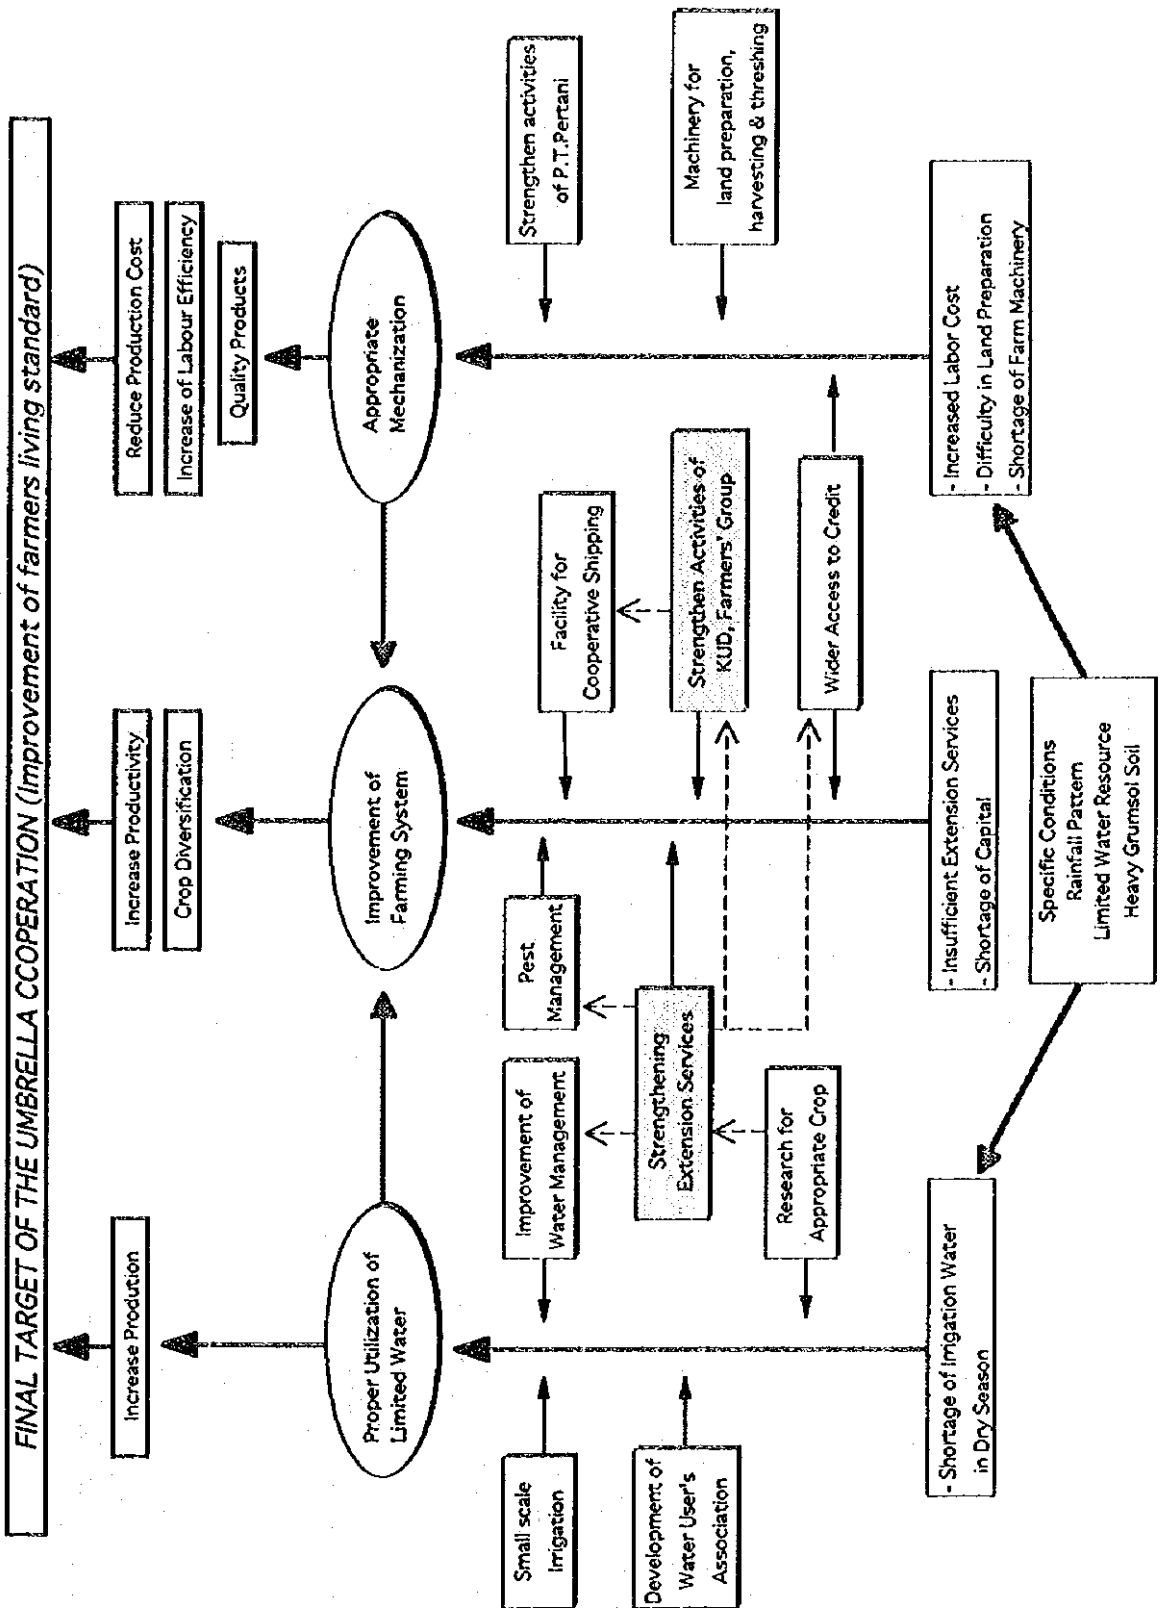 FINAL TARGET OF THE UMBRELLA CCOPERATION (Improvement of farmers living standard)
Increase Prodution
Increase Productivity
Crop Diversification
Reduce Production Cost
Increase of Labour Efficiency
Quality Products
Proper Utilization of
Limited Water
Improvement of
Farming System
Appropriate
Mechanization
Small scale
Irrigation
Improvement of
Water Management
Pest
Management
Facility for
Cooperative Shipping
Strengthen activities
of P.T.Pertani
Development of
Water User's
Association
Strengthening
Extension Services
Strengthen Activities of
KUD, Farmers' Group
Machinery for
land preparation,
harvesting & threshing
Research for
Appropriate Crop
Wider Access to Credit
- Shortage of Irrigation Water
in Dry Season
- Insufficient Extension Services
- Shortage of Capital
- Increased Labor Cost
- Difficulty in Land Preparation
- Shortage of Farm Machinery
Specific Conditions
Rainfall Pattern
Limited Water Resource
Heavy Grumsol Soil